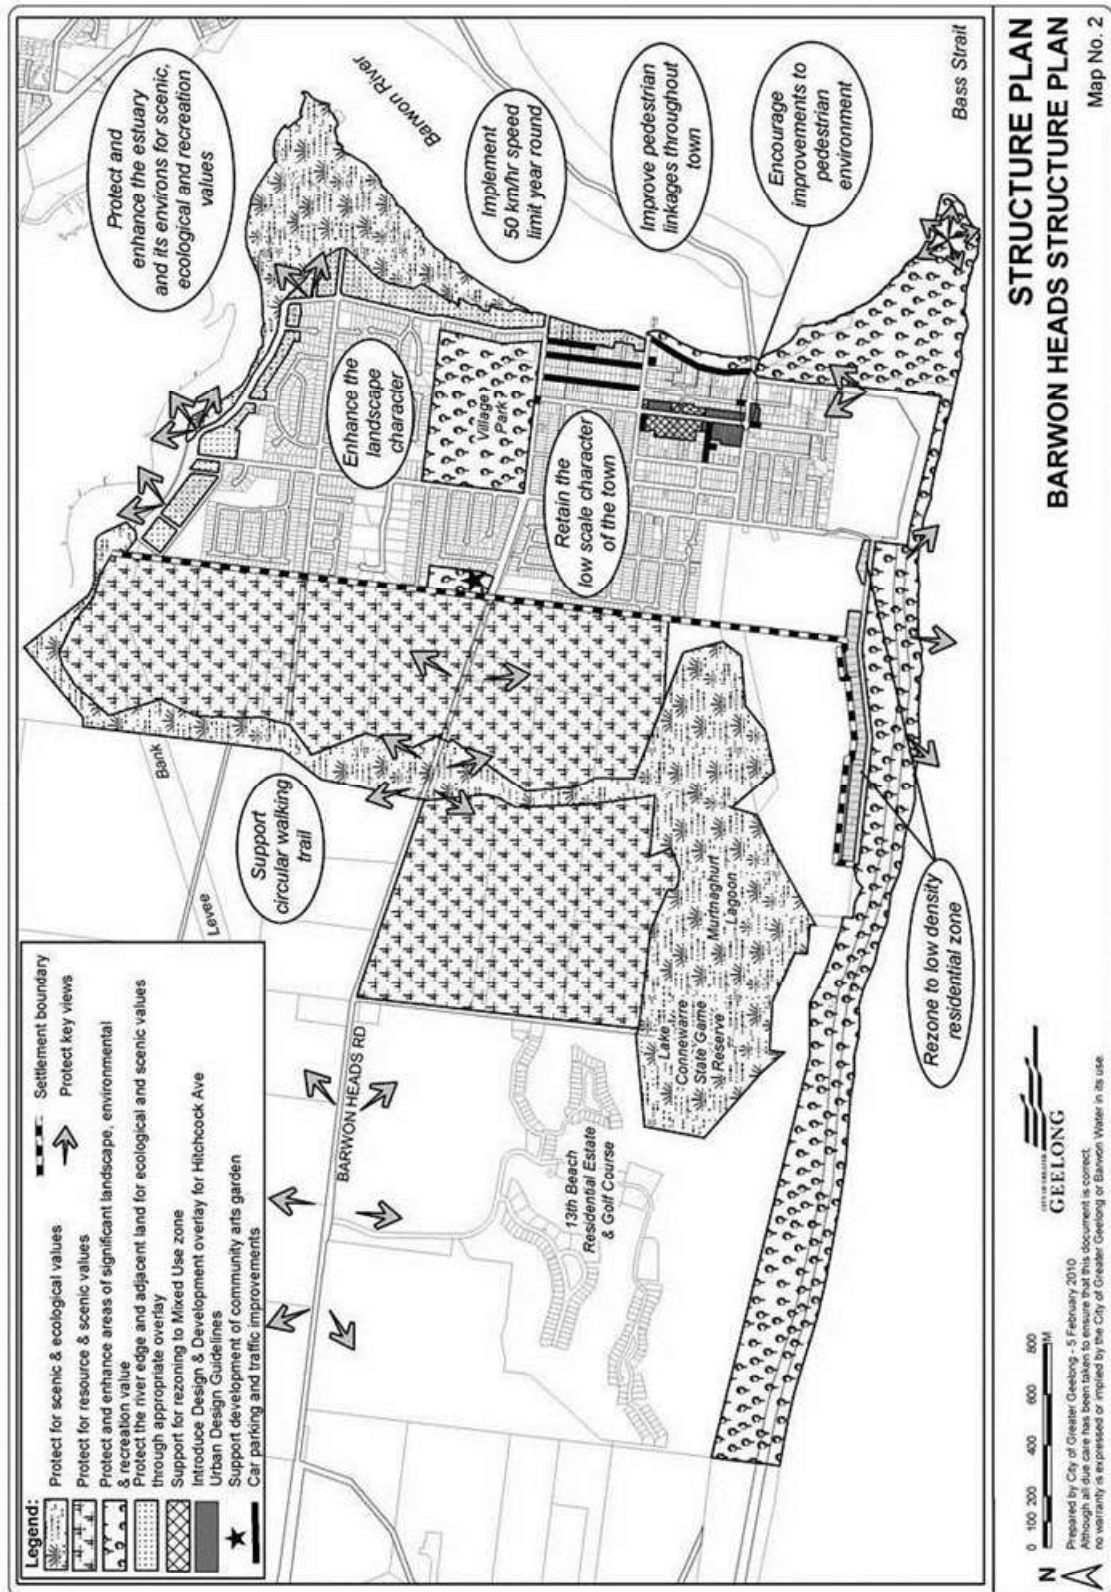 STRUCTURE PLAN
BARWON HEADS STRUCTURE PLAN
Map No. 2
Legend:
Protect for scenic & ecological values
Protect for resource & scenic values
Protect and enhance areas of significant landscape, environmental
& recreation value
Protect the river edge and adjacent land for ecological and scenic values
through appropriate overlay
Support for rezoning to Mixed Use zone
Introduce Design & Development overlay for Hitchcock Ave
Urban Design Guidelines
Support development of community arts garden
Car parking and traffic improvements
Settlement boundary
Protect key views
Levee
Bank
Support
circular walking
trail
BARWON HEADS RD
13th Beach
Residential Estate
& Golf Course
Lake
Connewarre
State Game
Reserve
Murtnaghurt
Lagoon
Rezone to low density
residential zone
Enhance the
landscape
character
Village
Park
Retain the
low scale character
of the town
Protect and
enhance the estuary
and its environs for scenic,
ecological and recreation
values
Barwon River
Implement
50 km/hr speed
limit year round
Improve pedestrian
linkages throughout
town
Encourage
improvements to
pedestrian
environment
Bass Strait
N
0 100 200 400 600 800
M
Prepared by City of Greater Geelong - 5 February 2010
Although all due care has been taken to ensure that this document is correct,
no warranty is expressed or implied by the City of Greater Geelong or Barwon Water in its use.
CITY OF GREATER
GEELONG